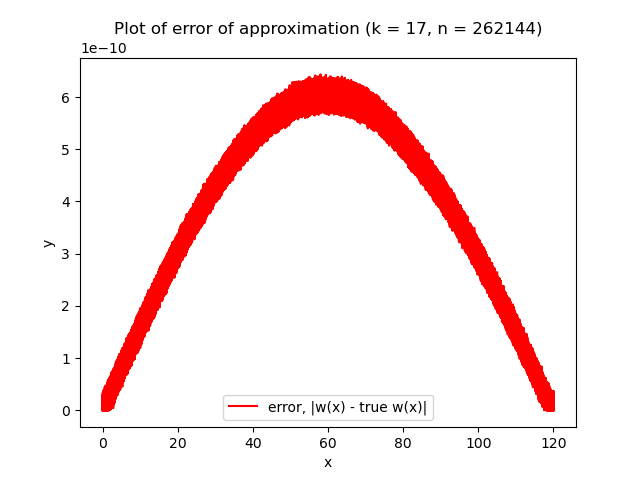 Plot of error of approximation (k = 17, n = 262144)
1e−10
6
5
4
3
2
1
0
y
error, |w(x) - true w(x)|
0 20 40 60 80 100 120
x